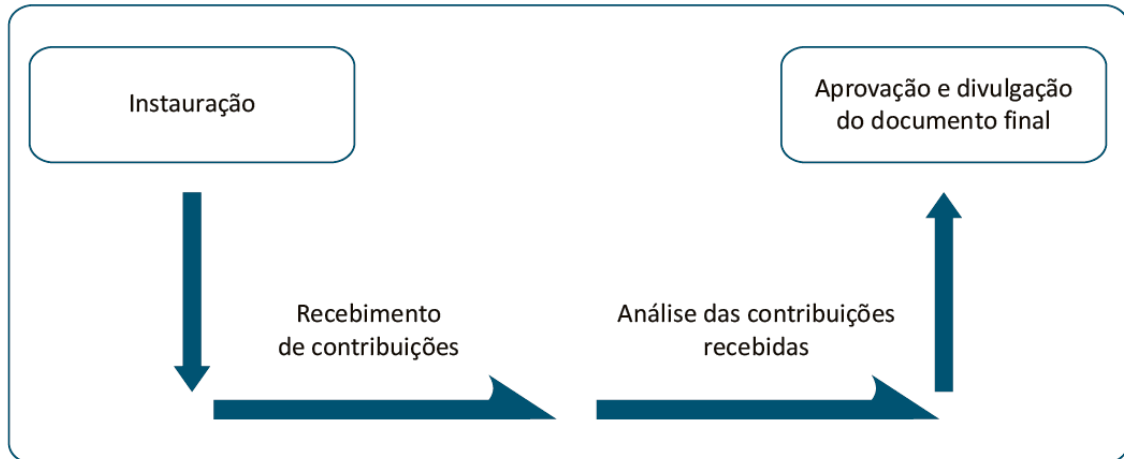 Instauração
Aprovação e divulgação
do documento final
Recebimento
de contribuições
Análise das contribuições
recebidas